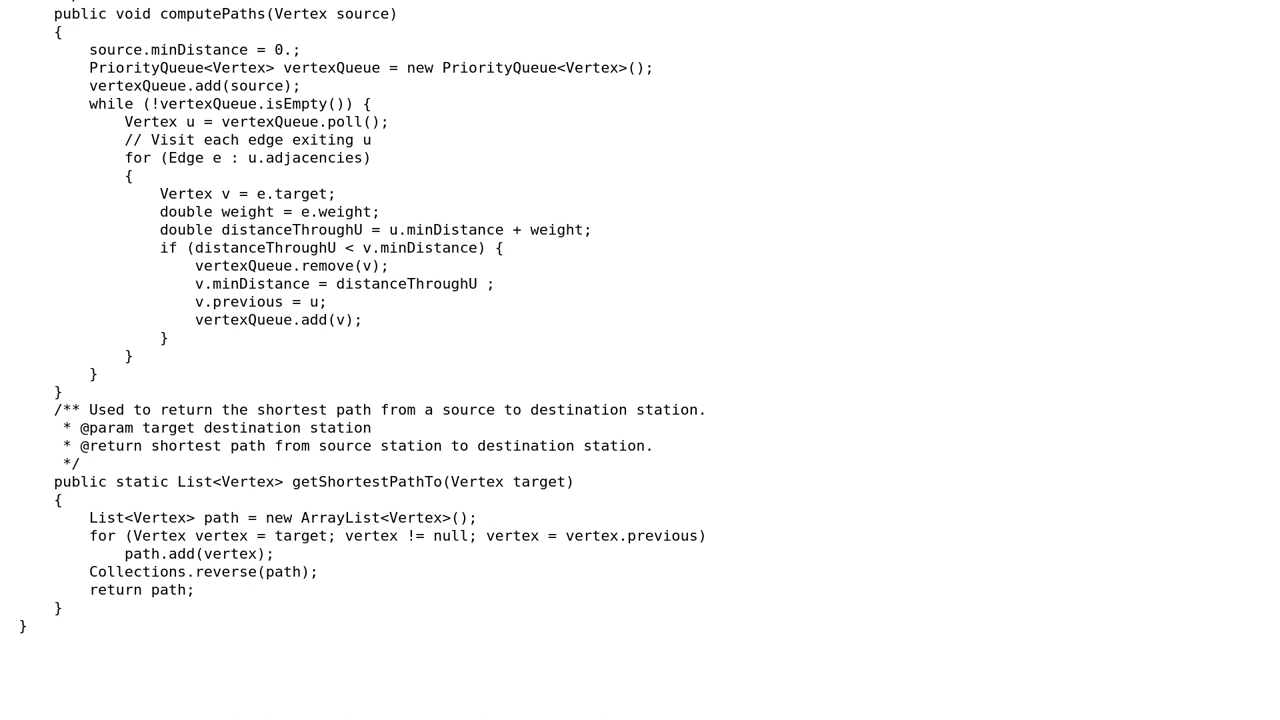 public void computePaths(Vertex source)
{
source.minDistance = 0.;
PriorityQueue<Vertex> vertexQueue = new PriorityQueue<Vertex>();
vertexQueue.add(source);
while (!vertexQueue.isEmpty()) {
Vertex u = vertexQueue.poll();
// Visit each edge exiting u
for (Edge e : u.adjacencies)
{
Vertex v = e.target;
double weight = e.weight;
double distanceThroughU = u.minDistance + weight;
if (distanceThroughU < v.minDistance) {
vertexQueue.remove(v);
v.minDistance = distanceThroughU ;
v.previous = u;
vertexQueue.add(v);
}
}
}
}
/** Used to return the shortest path from a source to destination station.
* @param target destination station
* @return shortest path from source station to destination station.
*/
public static List<Vertex> getShortestPathTo(Vertex target)
{
List<Vertex> path = new ArrayList<Vertex>();
for (Vertex vertex = target; vertex != null; vertex = vertex.previous)
path.add(vertex);
Collections.reverse(path);
return path;
}
}